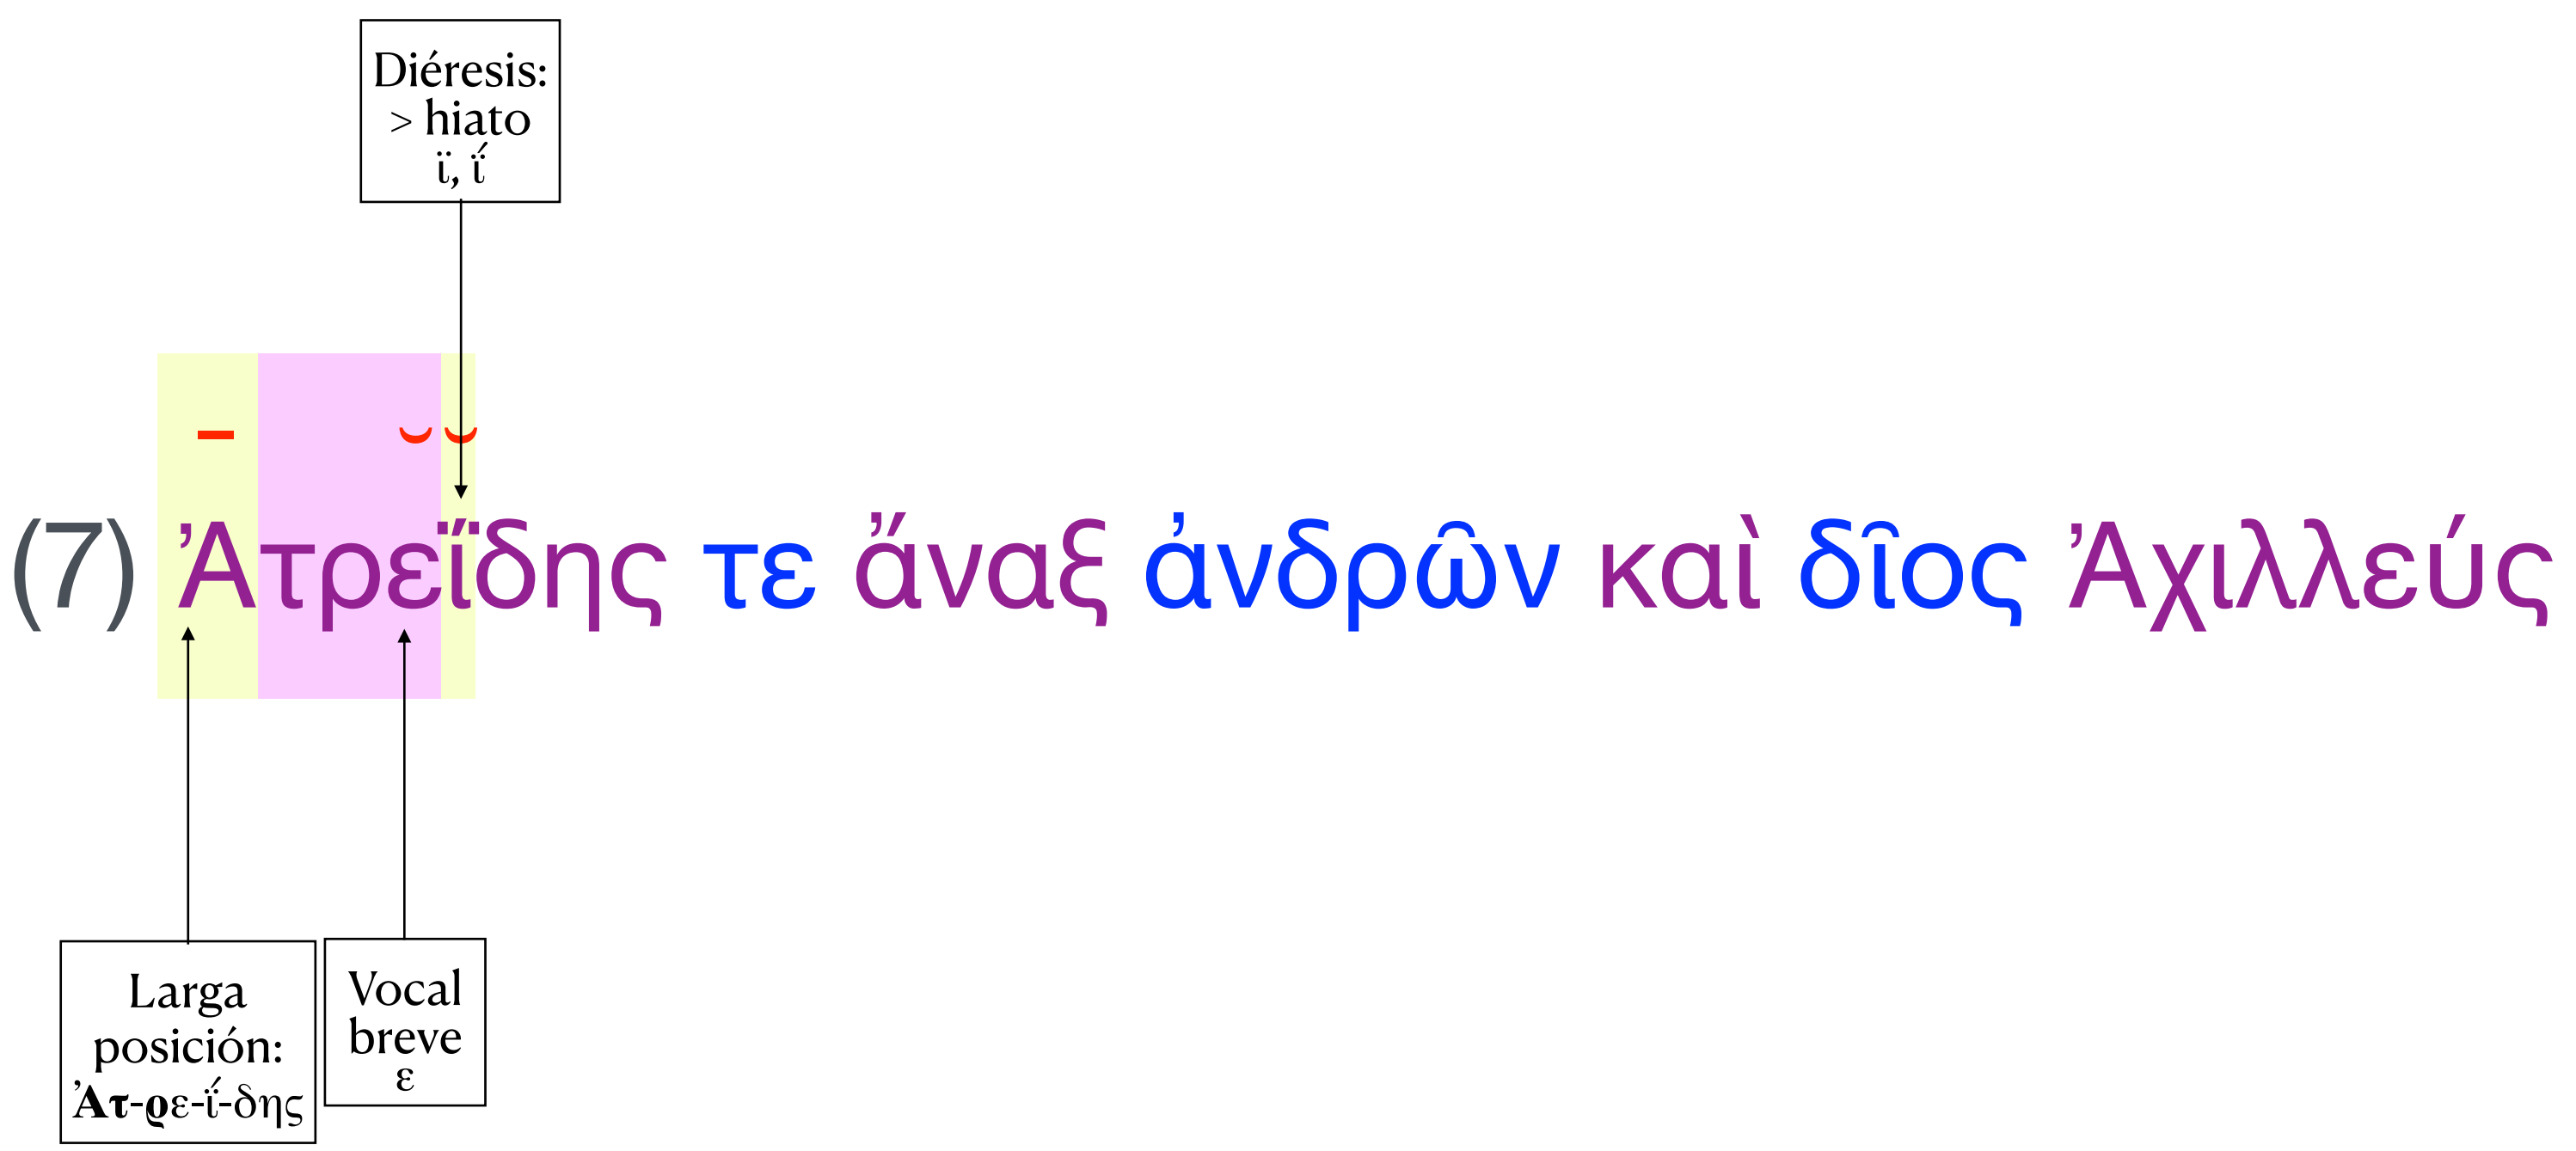 Diéresis:
> hiato
ϊ, ΐ
– ⏑ ⏑
(7) Ἀτρεΐδης τε ἄναξ ἀνδρῶν καὶ δῖος Ἀχιλλεύς
Larga
posición:
Ἀτ-ρε-ΐ-δης
Vocal
breve
ε